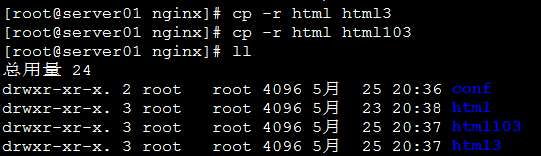 [root@server01 nginx]# cp -r html html3
[root@server01 nginx]# cp -r html html103
[root@server01 nginx]# ll
总用量 24
drwxr-xr-x. 2 root   root 4096 5月  25 20:36 conf
drwxr-xr-x. 3 root   root 4096 5月  23 20:38 html
drwxr-xr-x. 3 root   root 4096 5月  25 20:37 html103
drwxr-xr-x. 3 root   root 4096 5月  25 20:37 html3